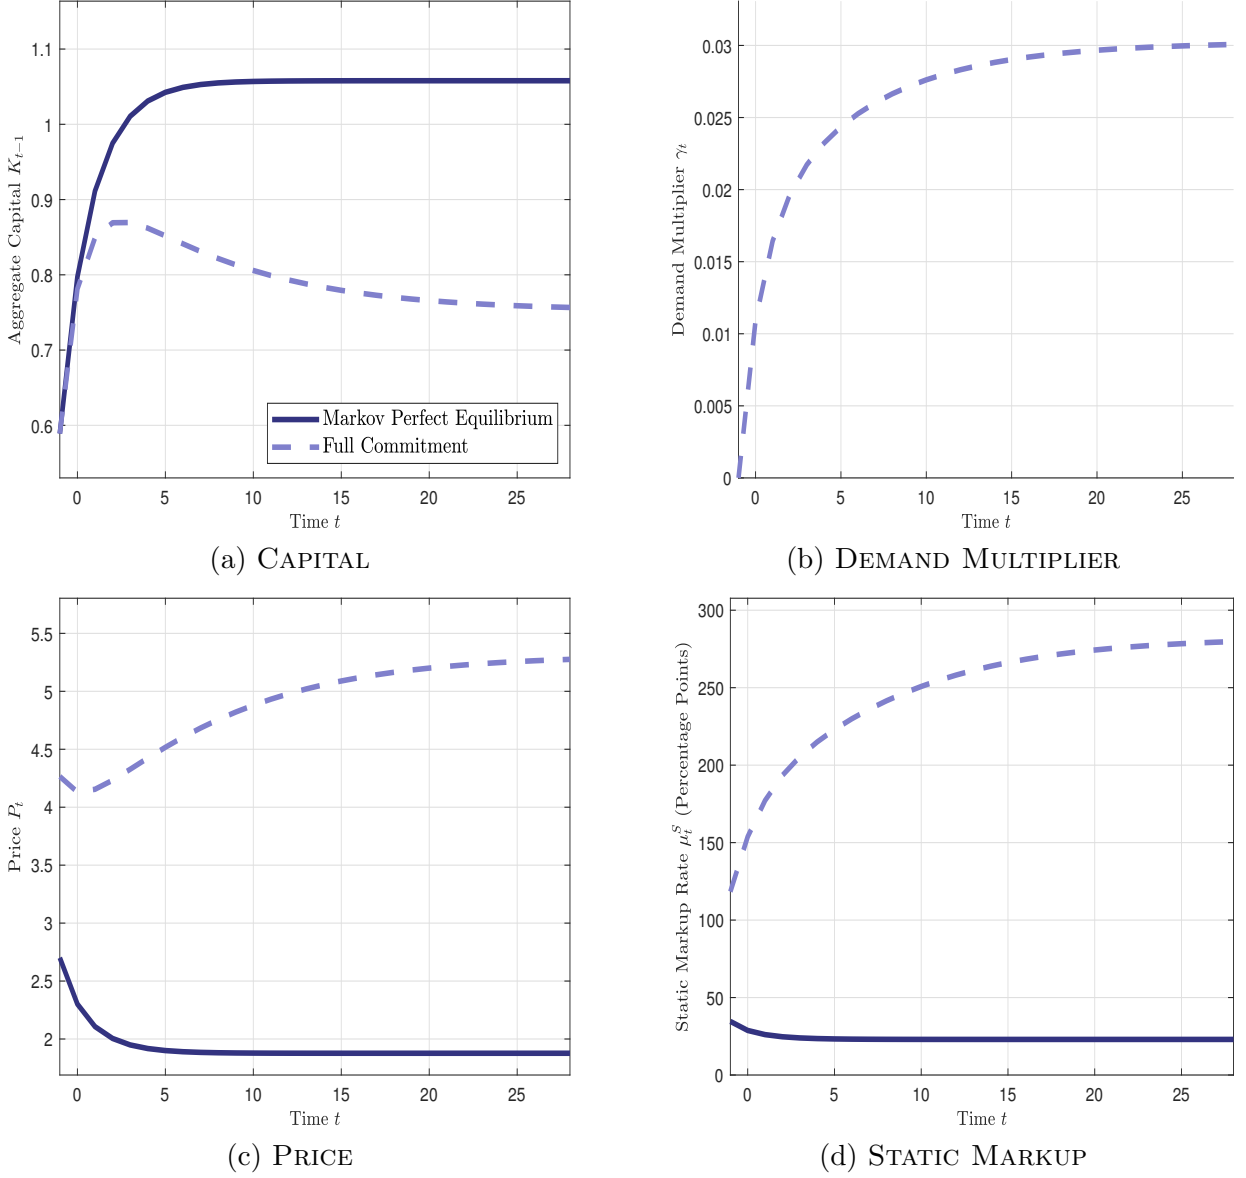 1.1
1
0.9
0.8
0.7
0.6
Aggregate Capital K_{t−1}
Markov Perfect Equilibrium
Full Commitment
0 5 10 15 20 25
Time t
(a) Capital
0.03
0.025
0.02
0.015
0.01
0.005
0
Demand Multiplier γ_t
0 5 10 15 20 25
Time t
(b) Demand Multiplier
5.5
5
4.5
4
3.5
3
2.5
2
Price P_t
0 5 10 15 20 25
Time t
(c) Price
300
250
200
150
100
50
0
Static Markup Rate μ_t^S (Percentage Points)
0 5 10 15 20 25
Time t
(d) Static Markup